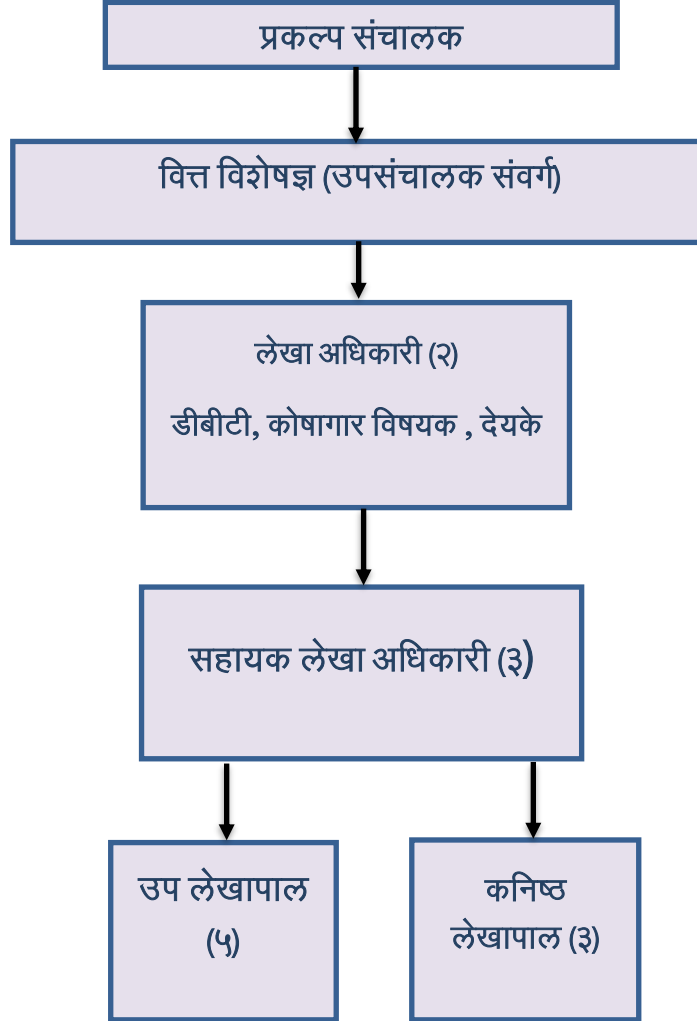 प्रकल्प संचालक
वित्त विशेषज्ञ (उपसंचालक संवर्ग)
लेखा अधिकारी (२)
डीबीटी, कोषागार विषयक , देयके
सहायक लेखा अधिकारी (३)
उप लेखापाल
(५)
कनिष्ठ
लेखापाल (३)